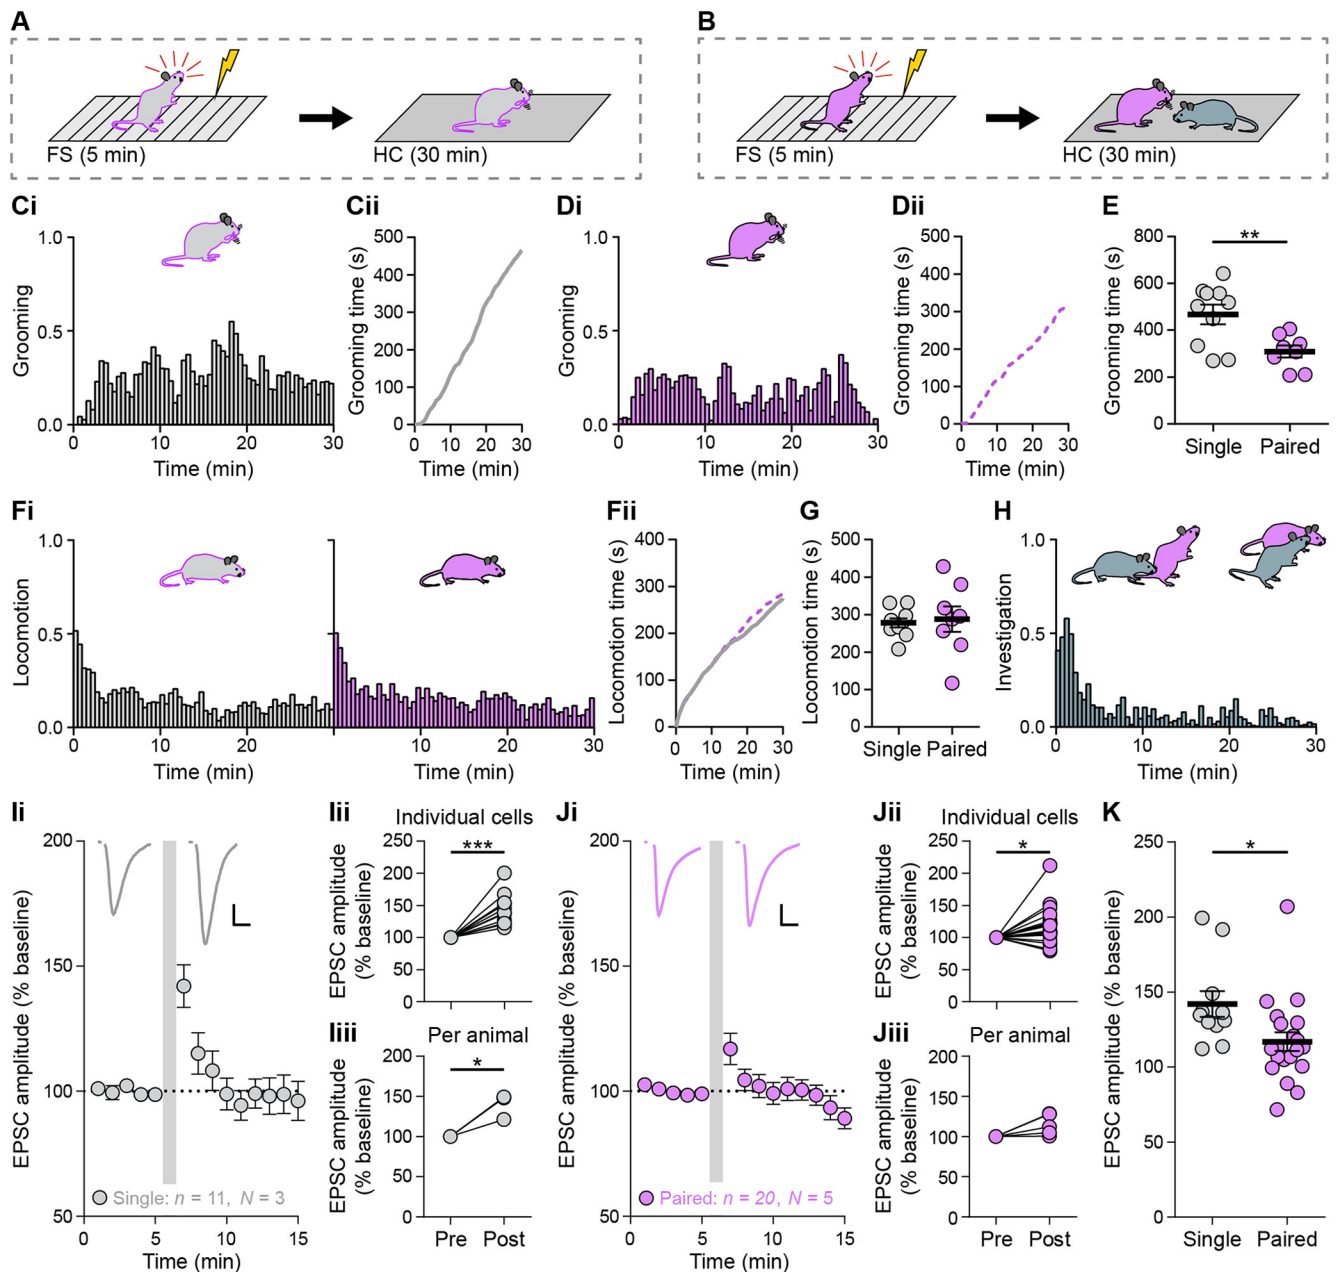 A
FS (5 min)
HC (30 min)
B
FS (5 min)
HC (30 min)
Ci
Grooming
1.0
0.5
0.0
0
10
20
30
Time (min)
Cii
Grooming time (s)
500
400
300
200
100
0
0
10
20
30
Time (min)
Di
Grooming
1.0
0.5
0.0
0
10
20
30
Time (min)
Dii
Grooming time (s)
500
400
300
200
100
0
0
10
20
30
Time (min)
E
Grooming time (s)
800
600
400
200
0
**
Single
Paired
Fi
Locomotion
1.0
0.5
0.0
0
10
20
10
20
30
Time (min)
Time (min)
Fii
Locomotion time (s)
400
300
200
100
0
0
10
20
30
Time (min)
G
Locomotion time (s)
500
400
300
200
100
0
Single
Paired
H
Investigation
1.0
0.5
0.0
0
10
20
30
Time (min)
Ii
EPSC amplitude (% baseline)
200
150
100
50
Single: n = 11, N = 3
0
5
10
15
Time (min)
Iii
Individual cells
EPSC amplitude
(% baseline)
250
200
150
100
50
0
***
Iiii
Per animal
EPSC amplitude
(% baseline)
200
150
100
50
0
*
Pre
Post
Ji
EPSC amplitude (% baseline)
200
150
100
50
Paired: n = 20, N = 5
0
5
10
15
Time (min)
Jii
Individual cells
EPSC amplitude
(% baseline)
250
200
150
100
50
0
*
Jiii
Per animal
EPSC amplitude
(% baseline)
200
150
100
50
0
Pre
Post
K
EPSC amplitude (% baseline)
250
200
150
100
50
0
*
Single
Paired